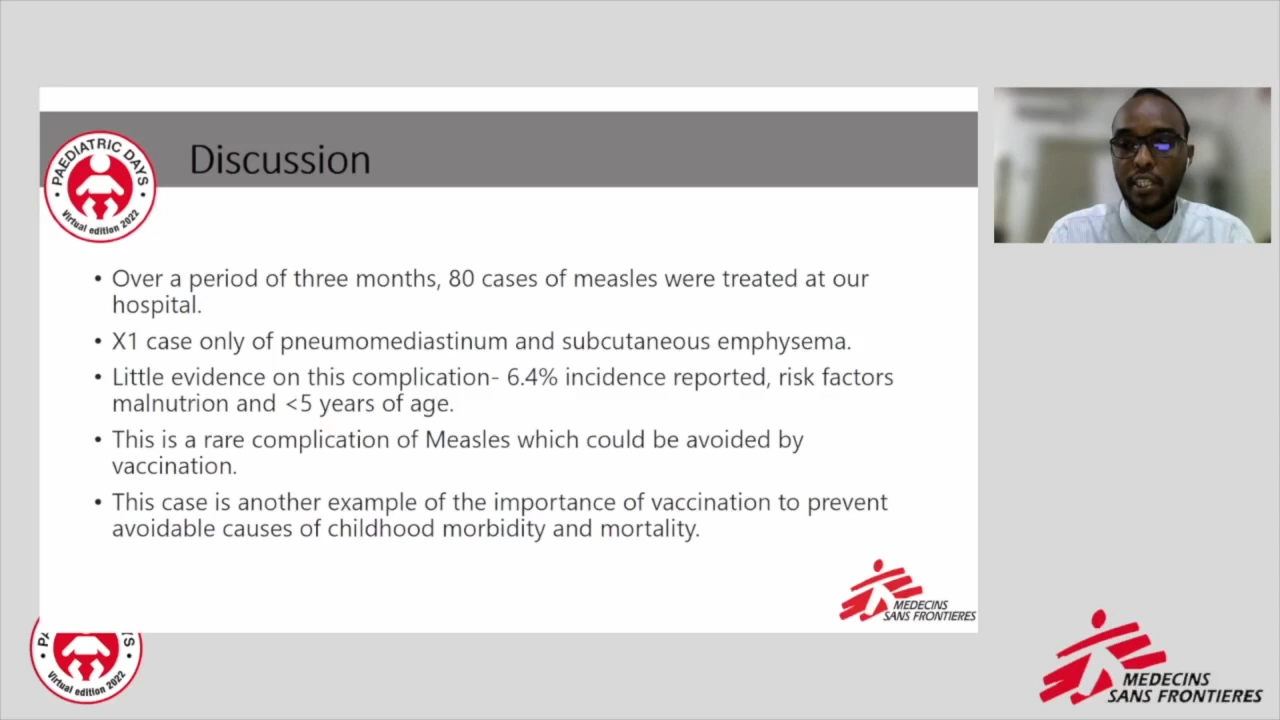 PAEDIATRIC DAYS
Virtual edition 2022
Discussion
• Over a period of three months, 80 cases of measles were treated at our
hospital.
• X1 case only of pneumomediastinum and subcutaneous emphysema.
• Little evidence on this complication- 6.4% incidence reported, risk factors
malnutrion and <5 years of age.
• This is a rare complication of Measles which could be avoided by
vaccination.
• This case is another example of the importance of vaccination to prevent
avoidable causes of childhood morbidity and mortality.
MEDECINS
SANS FRONTIERES
Virtual edition 2022
MEDECINS
SANS FRONTIERES